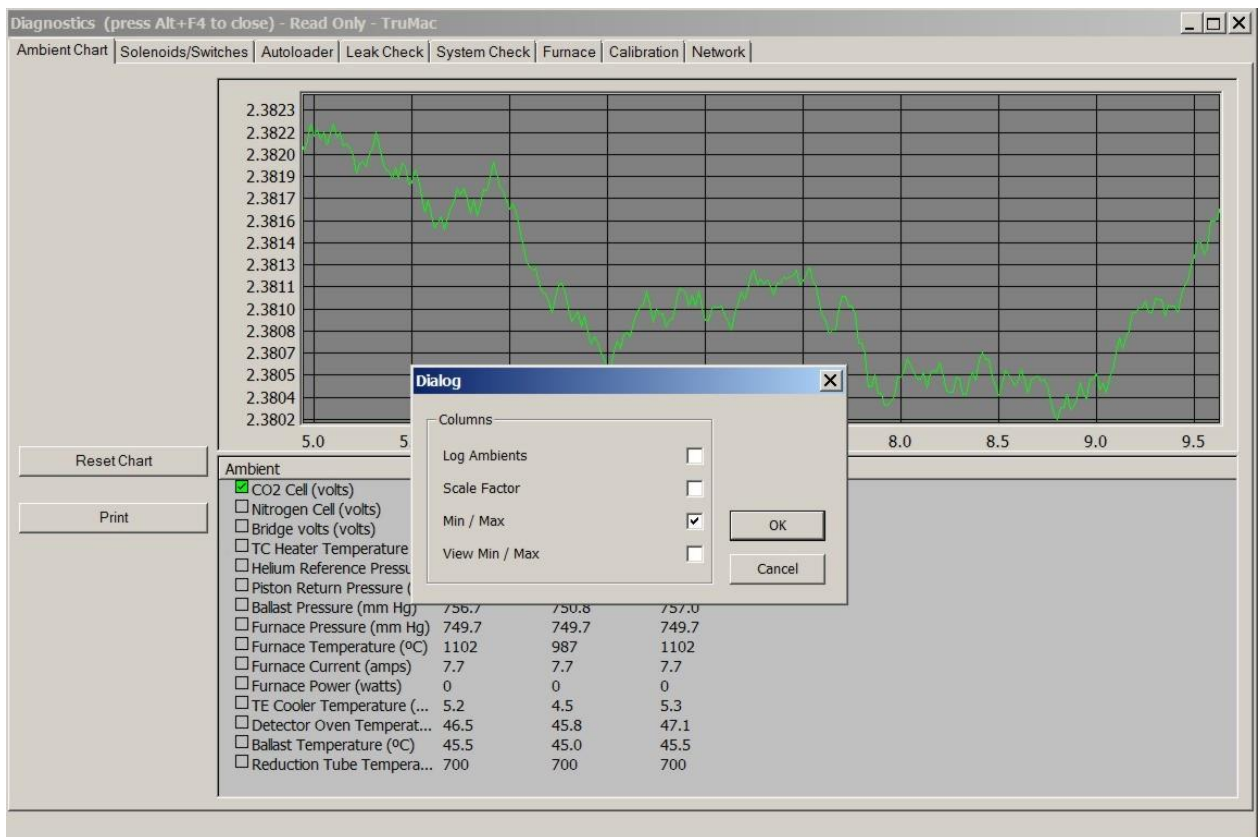 Diagnostics (press Alt+F4 to close) - Read Only - TruMac
Ambient Chart Solenoids/Switches Autoloader Leak Check System Check Furnace Calibration Network
2.3823
2.3822
2.3820
2.3819
2.3817
2.3816
2.3814
2.3813
2.3811
2.3810
2.3808
2.3807
2.3805
2.3804
2.3802
5.0 5 8.0 8.5 9.0 9.5
Dialog
Columns
Log Ambients
Scale Factor
Min / Max
View Min / Max
OK
Cancel
Reset Chart
Print
Ambient
CO2 Cell (volts)
Nitrogen Cell (volts)
Bridge volts (volts)
TC Heater Temperature
Helium Reference Pressu
Piston Return Pressure (
Ballast Pressure (mm Hg) 756.7 750.8 757.0
Furnace Pressure (mm Hg) 749.7 749.7 749.7
Furnace Temperature (ºC) 1102 987 1102
Furnace Current (amps) 7.7 7.7 7.7
Furnace Power (watts) 0 0 0
TE Cooler Temperature (... 5.2 4.5 5.3
Detector Oven Temperat... 46.5 45.8 47.1
Ballast Temperature (ºC) 45.5 45.0 45.5
Reduction Tube Tempera... 700 700 700